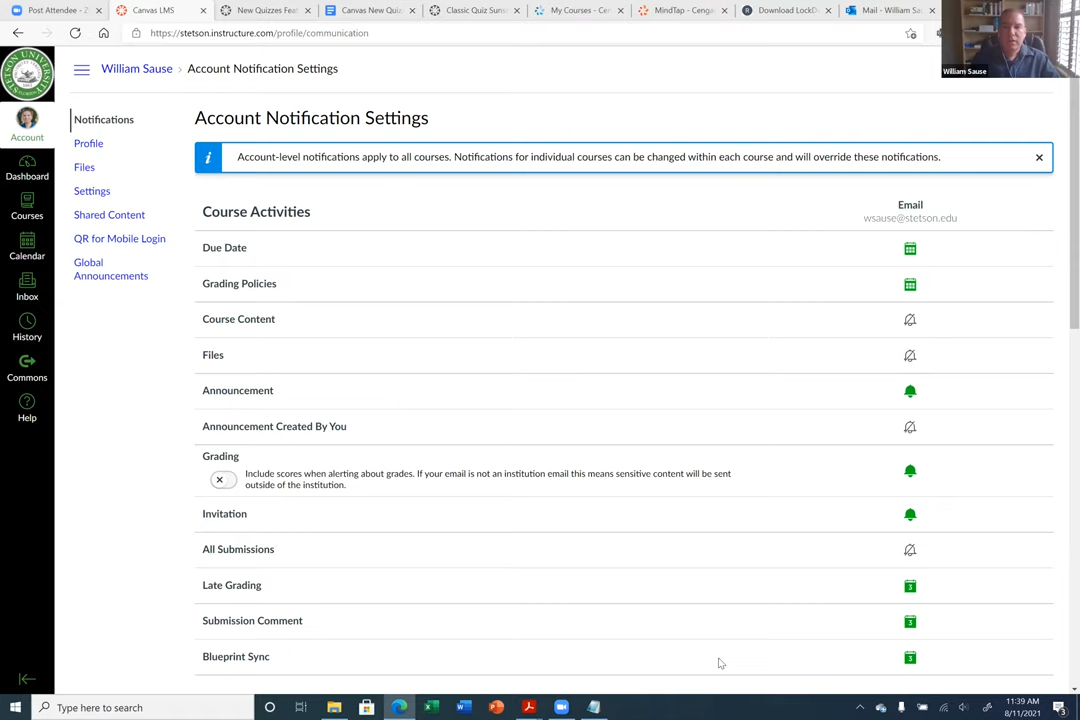 Post Attendee - Z
Canvas LMS
New Quizzes Feat
Canvas New Quiz
Classic Quiz Suns
My Courses - Cen
MindTap - Cenga
Download LockD
Mail - William Sa
https://stetson.instructure.com/profile/communication
William Sause
William Sause > Account Notification Settings
Account
Dashboard
Courses
Calendar
Inbox
History
Commons
Help
Notifications
Profile
Files
Settings
Shared Content
QR for Mobile Login
Global
Announcements
Account Notification Settings
i Account-level notifications apply to all courses. Notifications for individual courses can be changed within each course and will override these notifications.
Course Activities
Email
wsause@stetson.edu
Due Date
Grading Policies
Course Content
Files
Announcement
Announcement Created By You
Grading
Include scores when alerting about grades. If your email is not an institution email this means sensitive content will be sent
outside of the institution.
Invitation
All Submissions
Late Grading
3
Submission Comment
3
Blueprint Sync
3
Type here to search
11:39 AM
8/11/2021
3